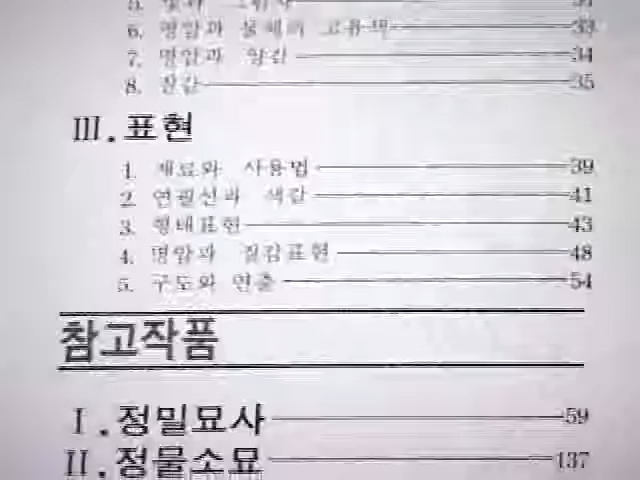 6. 명암과 물체의 고유색 33
7. 명암과 양감 34
8. 질감 35
III. 표현
1. 재료와 사용법 39
2. 연필선과 색감 41
3. 형태표현 43
4. 명암과 질감표현 48
5. 구도와 연출 54
참고작품
I. 정밀묘사 59
II. 정물소묘 137